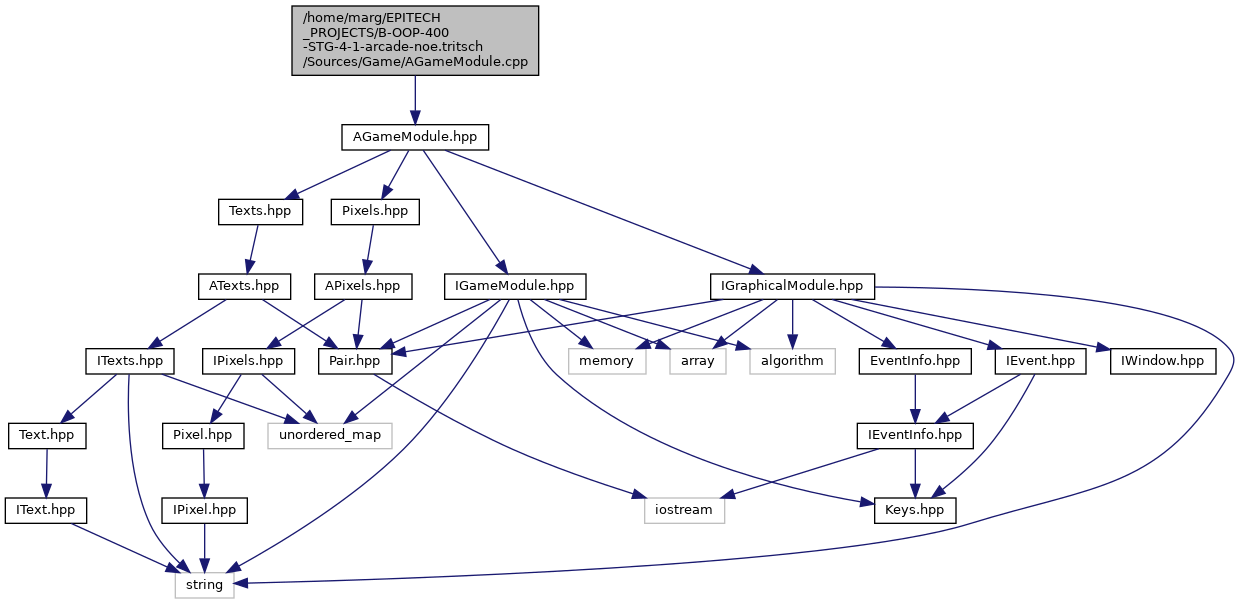 /home/marg/EPITECH
_PROJECTS/B-OOP-400
-STG-4-1-arcade-noe.tritsch
/Sources/Game/AGameModule.cpp
AGameModule.hpp
Texts.hpp
Pixels.hpp
ATexts.hpp
APixels.hpp
IGameModule.hpp
IGraphicalModule.hpp
ITexts.hpp
IPixels.hpp
Pair.hpp
memory
array
algorithm
EventInfo.hpp
IEvent.hpp
IWindow.hpp
Text.hpp
Pixel.hpp
unordered_map
IEventInfo.hpp
IText.hpp
IPixel.hpp
iostream
Keys.hpp
string